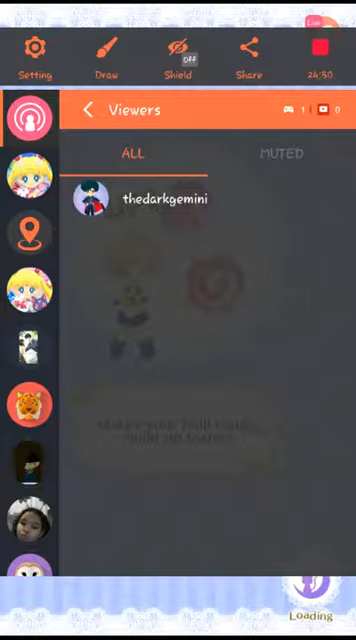 Live
OFF
Setting Draw Shield Share 24:50
Viewers 1 0
ALL MUTED
thedarkgemini
Loading